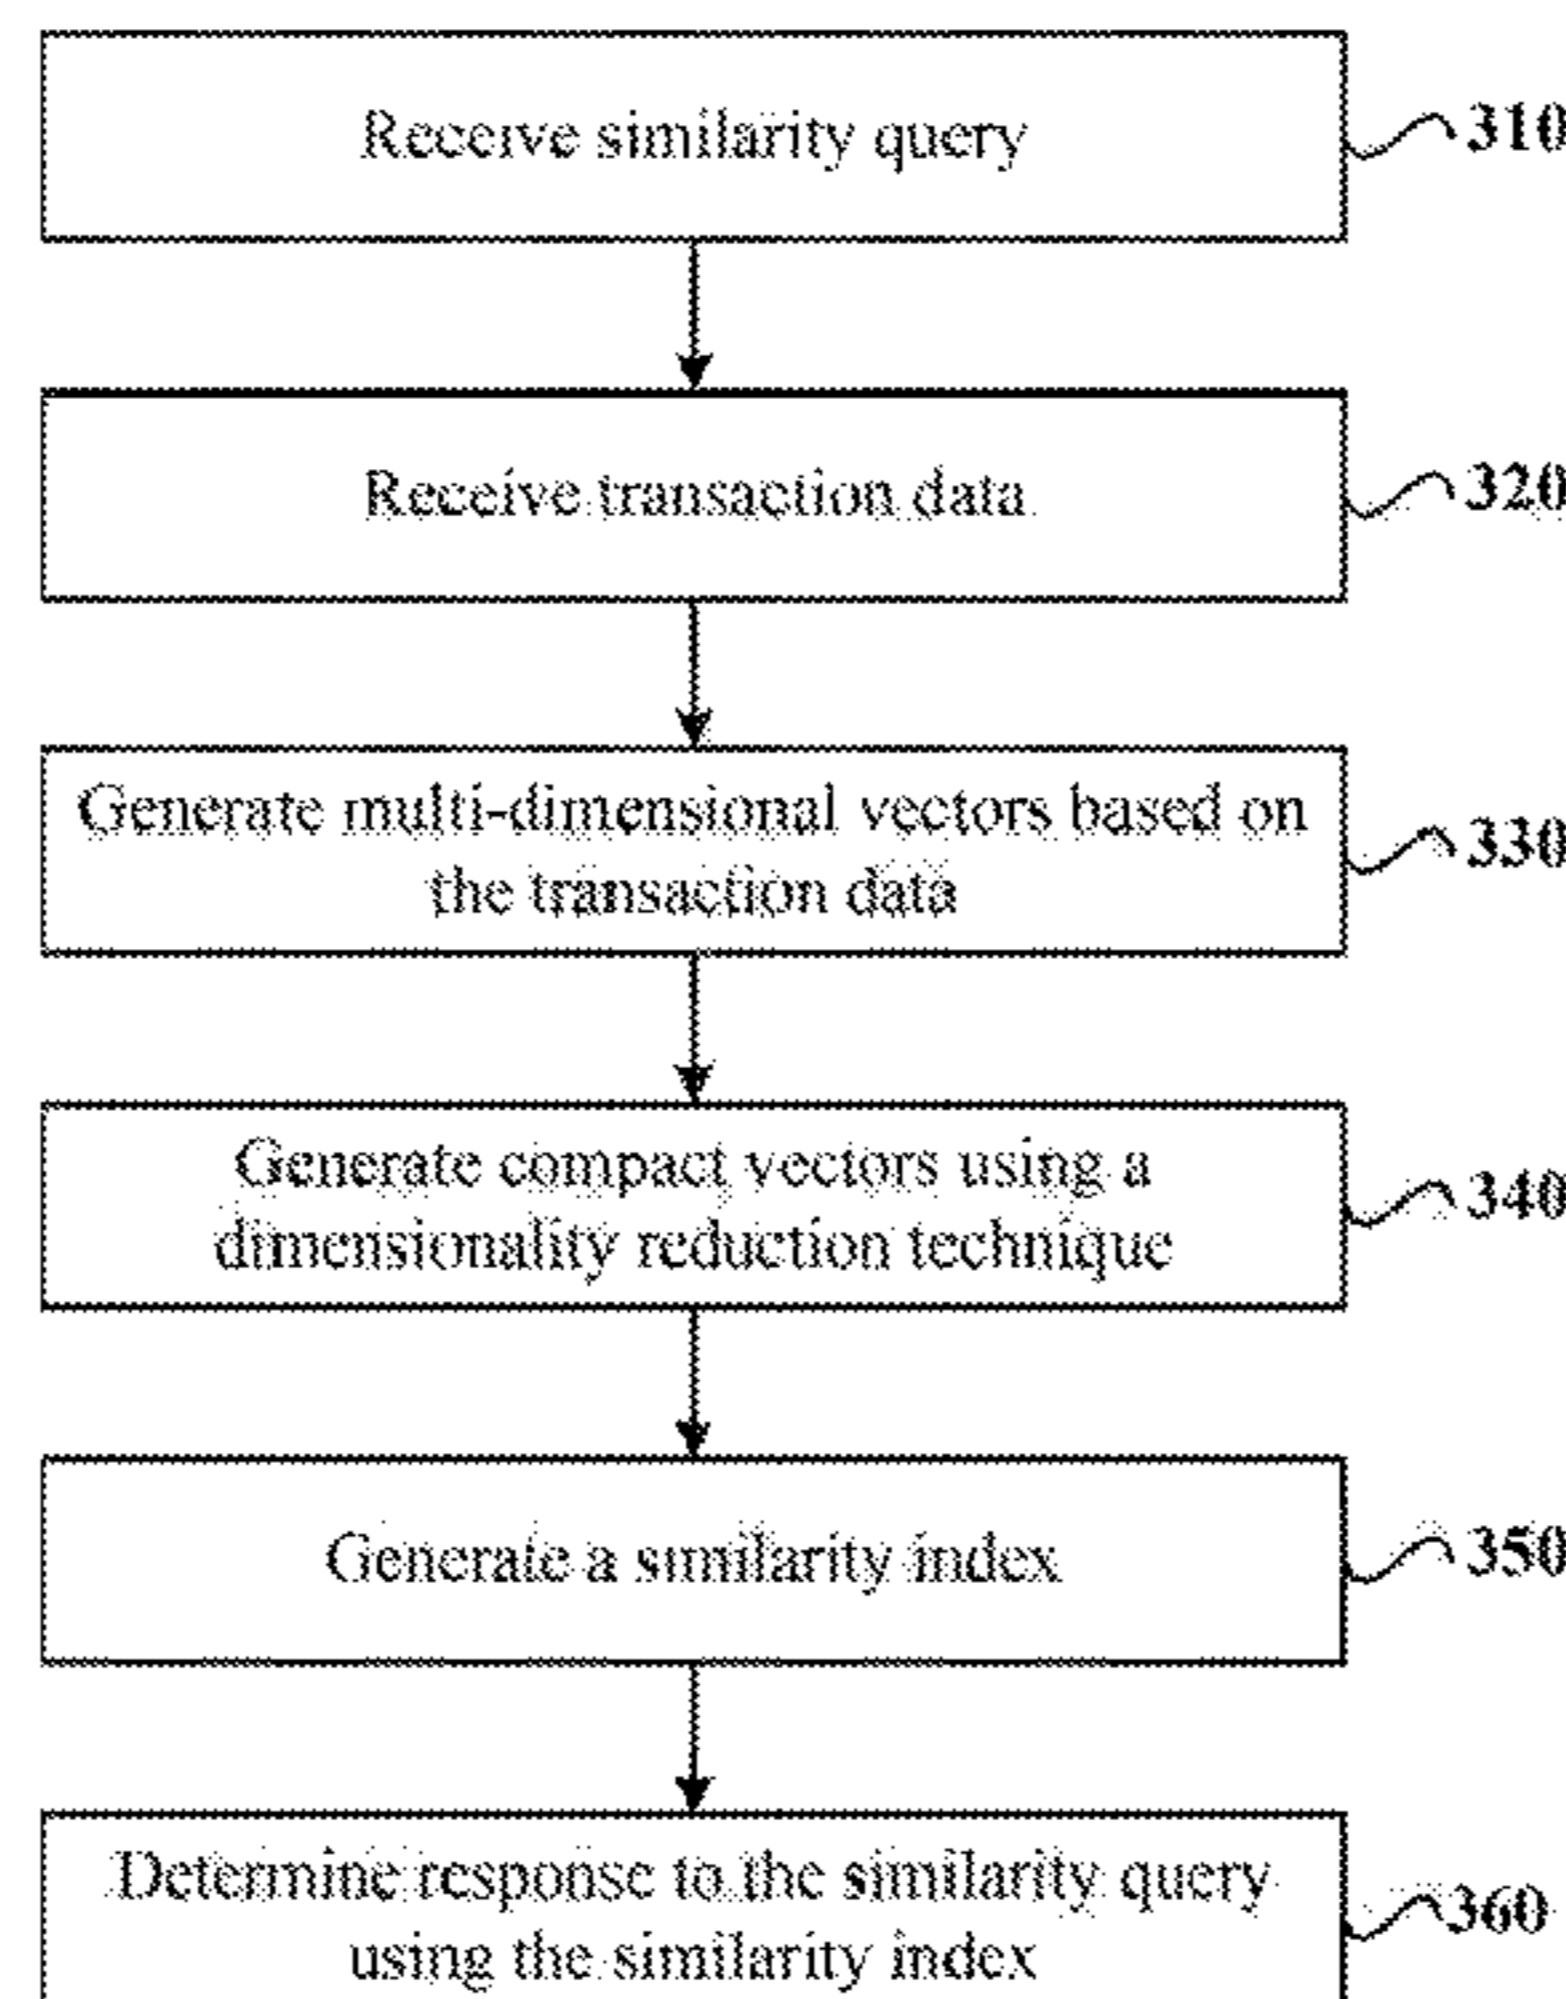 Receive similarity query
310
Receive transaction data
320
Generate multi-dimensional vectors based on
the transaction data
330
Generate compact vectors using a
dimensionality reduction technique
340
Generate a similarity index
350
Determine response to the similarity query
using the similarity index
360